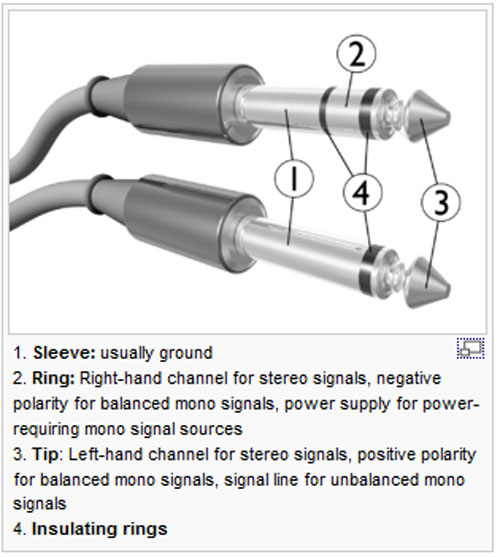 2
1
4
3
1. Sleeve: usually ground
2. Ring: Right-hand channel for stereo signals, negative
polarity for balanced mono signals, power supply for power-
requiring mono signal sources
3. Tip: Left-hand channel for stereo signals, positive polarity
for balanced mono signals, signal line for unbalanced mono
signals
4. Insulating rings